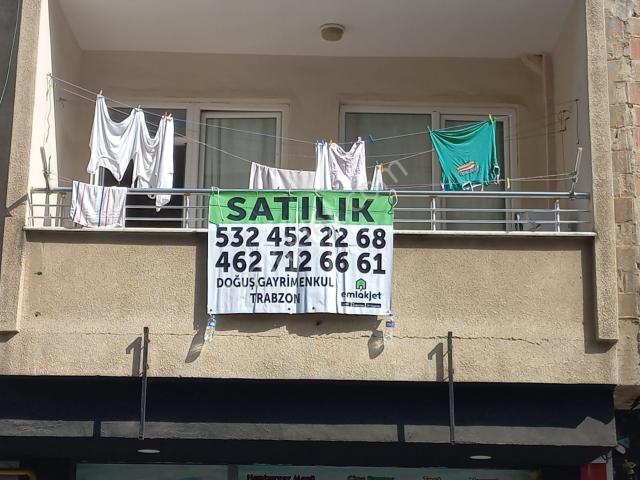 SATILIK
532 452 22 68
462 712 66 61
DOĞUŞ GAYRİMENKUL
TRABZON
emlakjet